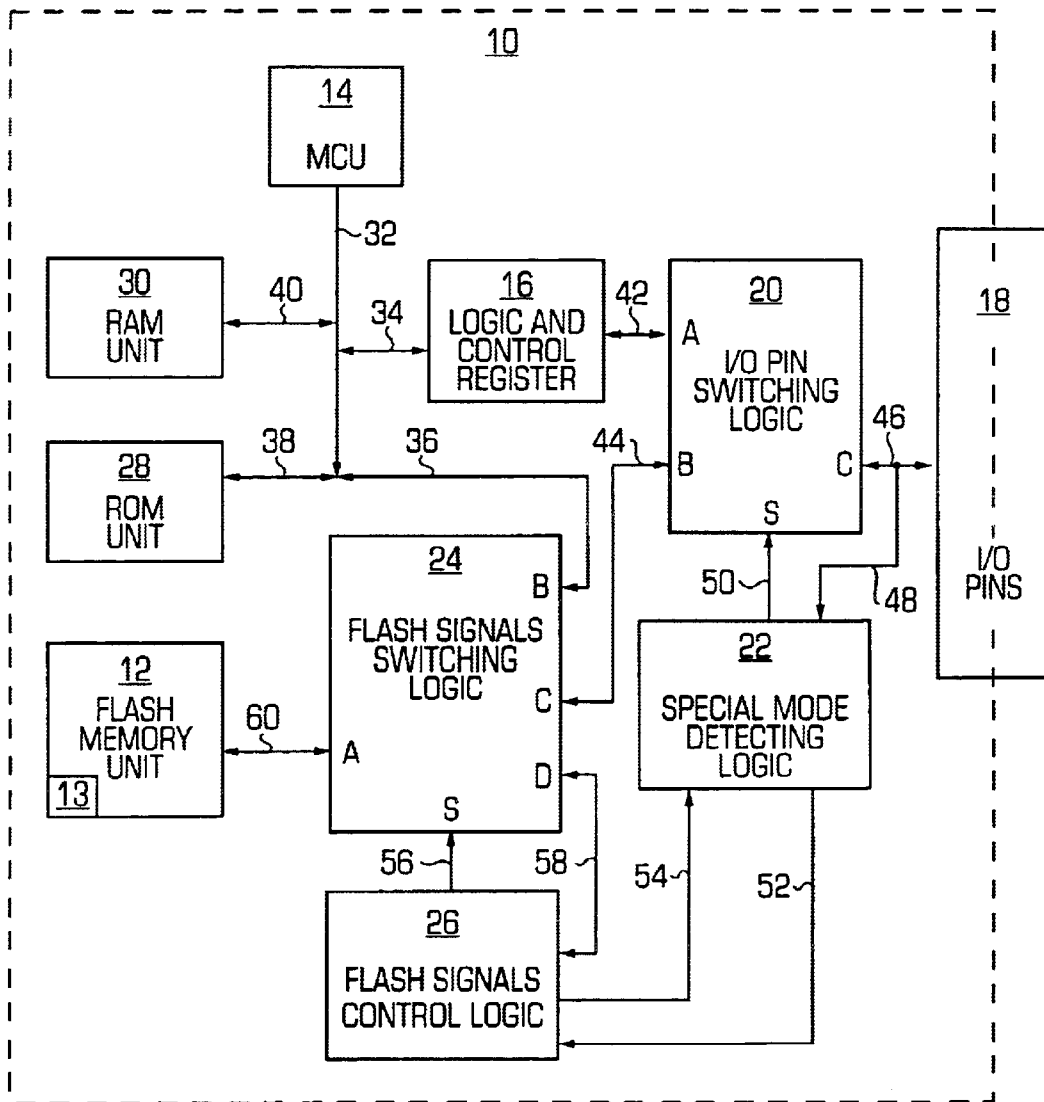 10
14
MCU
32
30
RAM
UNIT
40
34
16
LOGIC AND
CONTROL
REGISTER
42
20
A
I/O PIN
SWITCHING
LOGIC
B
C
S
46
18
I/O
PINS
28
ROM
UNIT
38
36
44
24
B
FLASH SIGNALS
SWITCHING
LOGIC
C
A
D
S
50
48
22
SPECIAL MODE
DETECTING
LOGIC
12
FLASH
MEMORY
UNIT
13
60
56
58
54
52
26
FLASH SIGNALS
CONTROL LOGIC